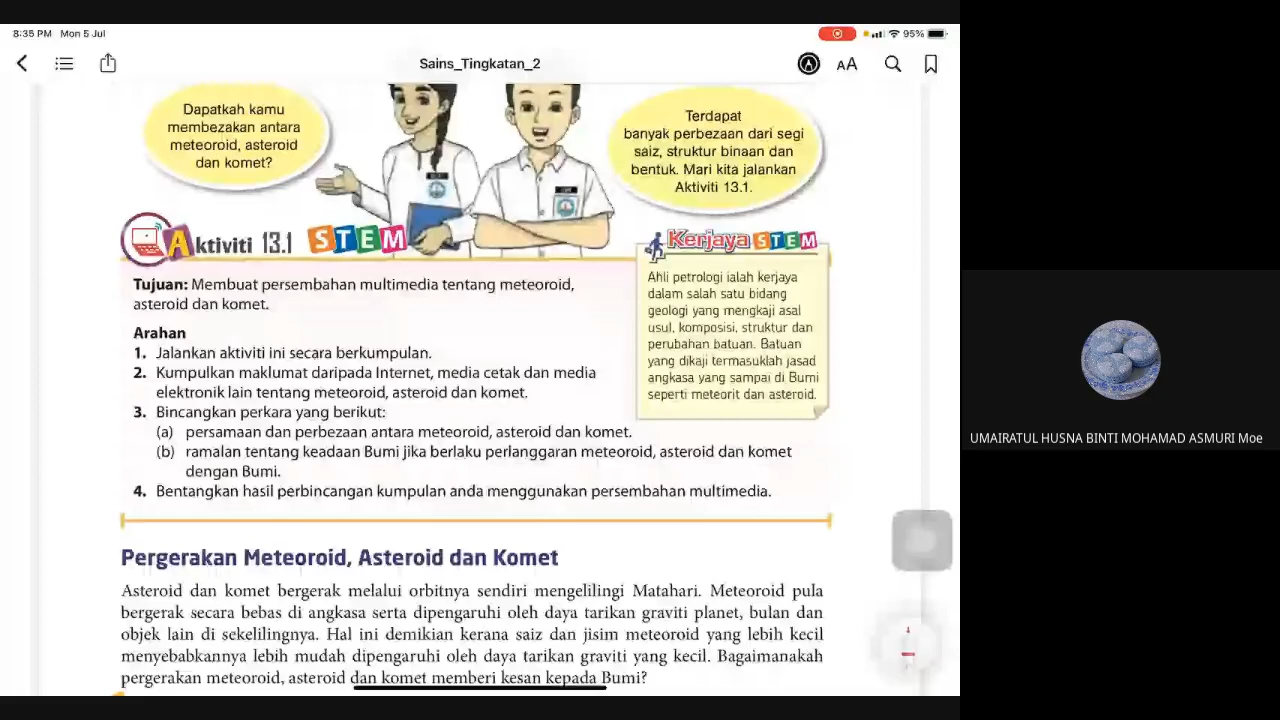 8:35 PM Mon 5 Jul
95%
Sains_Tingkatan_2
AA
Dapatkah kamu
membezakan antara
meteoroid, asteroid
dan komet?
Terdapat
banyak perbezaan dari segi
saiz, struktur binaan dan
bentuk. Mari kita jalankan
Aktiviti 13.1.
Aktiviti 13.1 STEM
Kerjaya STEM
Ahli petrologi ialah kerjaya
dalam salah satu bidang
geologi yang mengkaji asal
usul, komposisi, struktur dan
perubahan batuan. Batuan
yang dikaji termasuklah jasad
angkasa yang sampai di Bumi
seperti meteorit dan asteroid.
Tujuan: Membuat persembahan multimedia tentang meteoroid,
asteroid dan komet.
Arahan
1. Jalankan aktiviti ini secara berkumpulan.
2. Kumpulkan maklumat daripada Internet, media cetak dan media
elektronik lain tentang meteoroid, asteroid dan komet.
3. Bincangkan perkara yang berikut:
(a) persamaan dan perbezaan antara meteoroid, asteroid dan komet.
(b) ramalan tentang keadaan Bumi jika berlaku perlanggaran meteoroid, asteroid dan komet
dengan Bumi.
4. Bentangkan hasil perbincangan kumpulan anda menggunakan persembahan multimedia.
Pergerakan Meteoroid, Asteroid dan Komet
Asteroid dan komet bergerak melalui orbitnya sendiri mengelilingi Matahari. Meteoroid pula
bergerak secara bebas di angkasa serta dipengaruhi oleh daya tarikan graviti planet, bulan dan
objek lain di sekelilingnya. Hal ini demikian kerana saiz dan jisim meteoroid yang lebih kecil
menyebabkannya lebih mudah dipengaruhi oleh daya tarikan graviti yang kecil. Bagaimanakah
pergerakan meteoroid, asteroid dan komet memberi kesan kepada Bumi?
UMAIRATUL HUSNA BINTI MOHAMAD ASMURI Moe